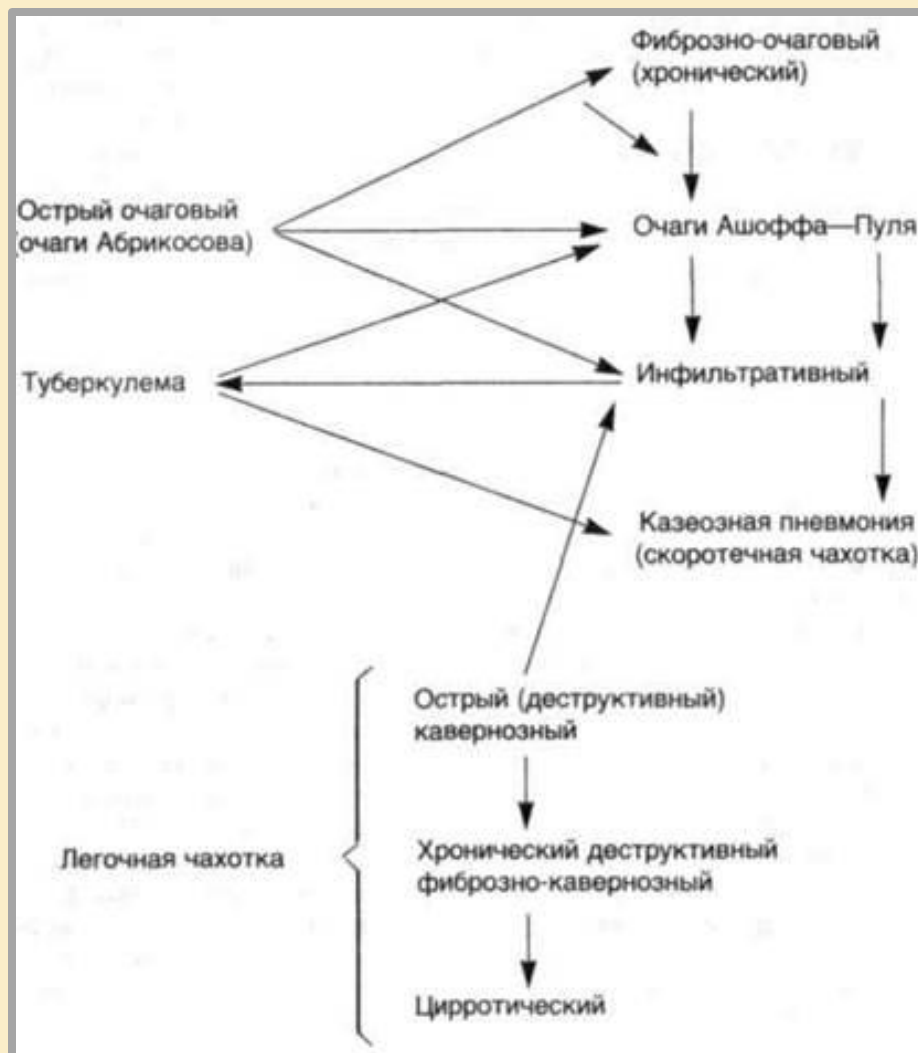 Фиброзно-очаговый
(хронический)
Острый очаговый
(очаги Абрикосова)
Очаги Ашоффа—Пуля
Туберкулема
Инфильтративный
Казеозная пневмония
(скоротечная чахотка)
Острый (деструктивный)
кавернозный
Легочная чахотка
Хронический деструктивный
фиброзно-кавернозный
Цирротический